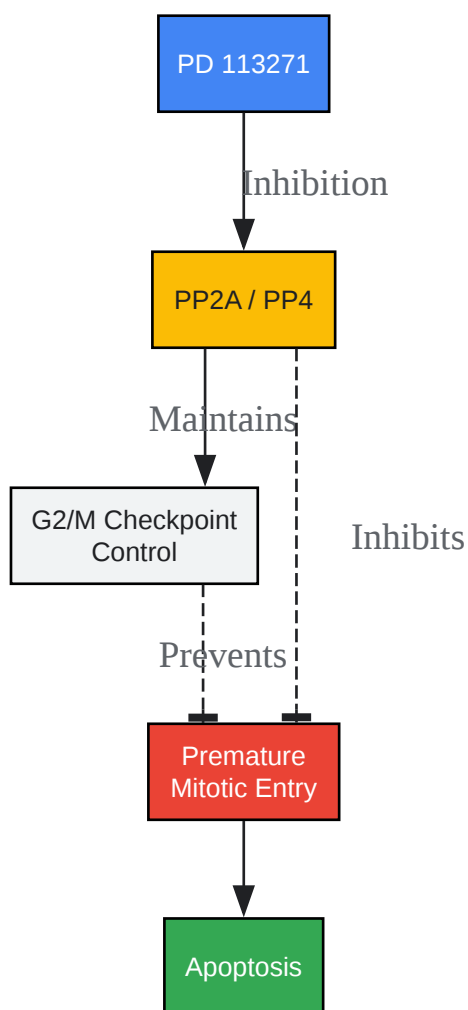 PD 113271
Inhibition
PP2A / PP4
Maintains
G2/M Checkpoint
Control
Inhibits
Prevents
Premature
Mitotic Entry
Apoptosis